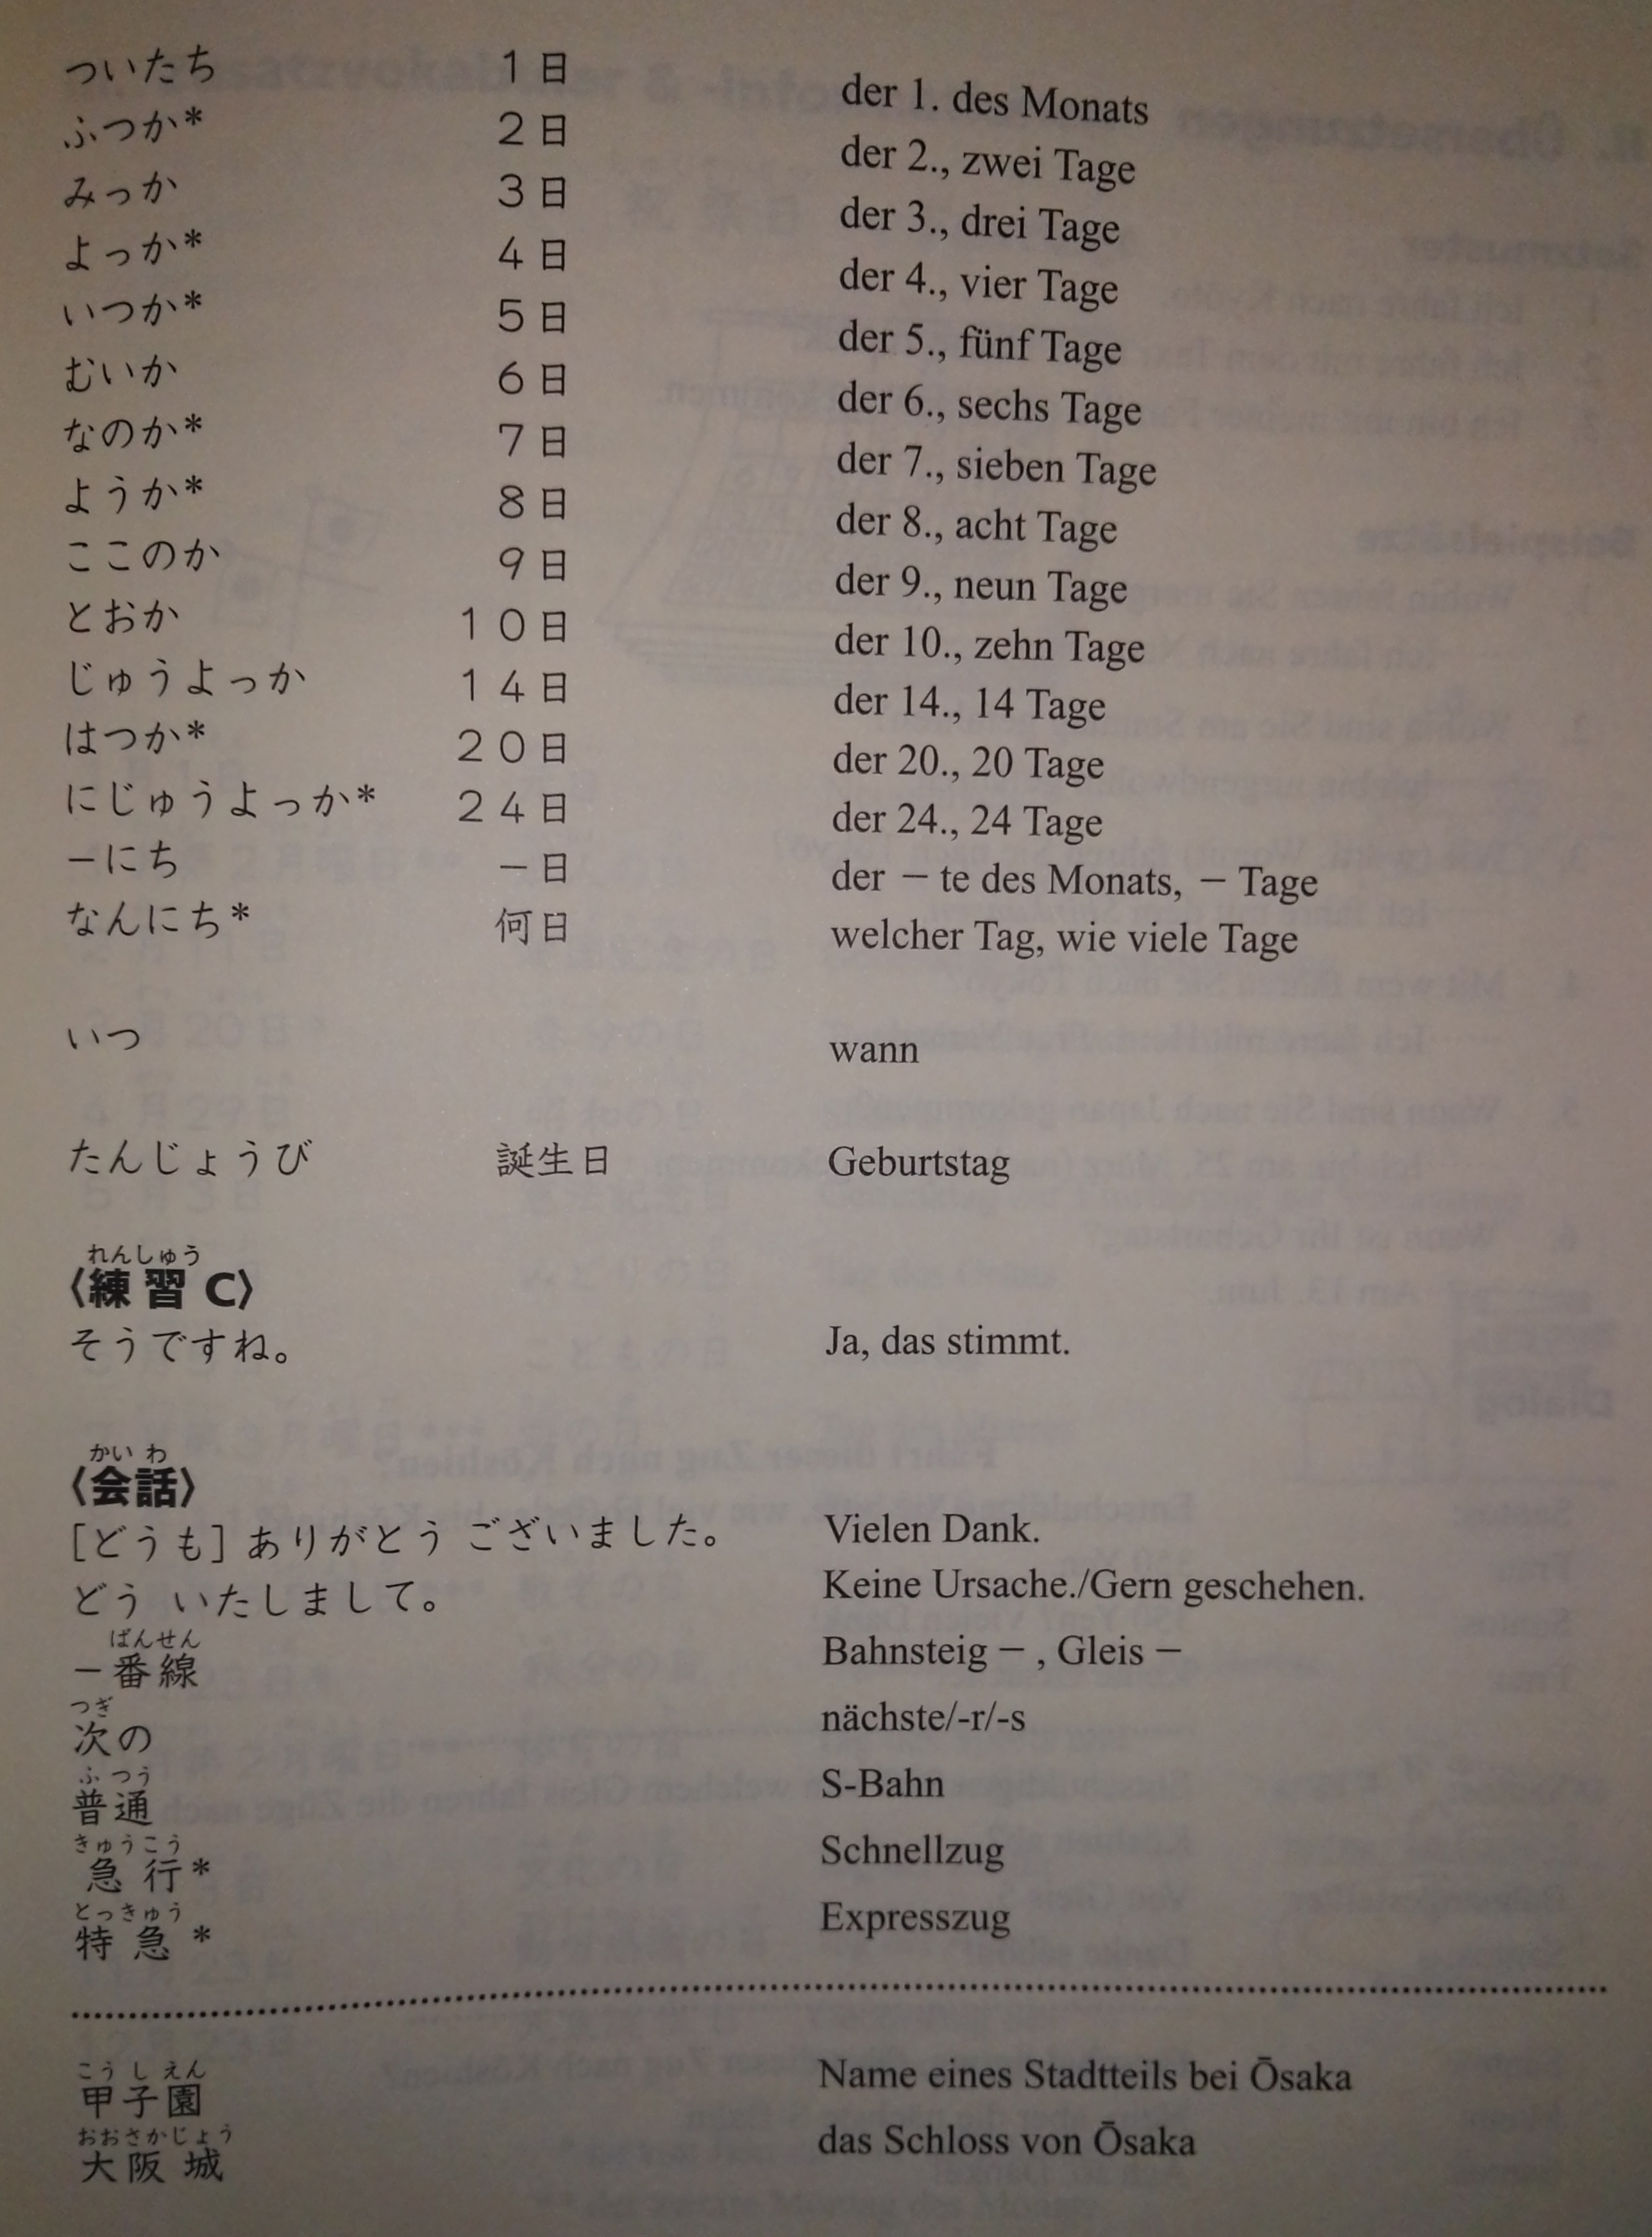 ついたち 1日 der 1. des Monats
ふつか* 2日 der 2., zwei Tage
みっか 3日 der 3., drei Tage
よっか* 4日 der 4., vier Tage
いつか* 5日 der 5., fünf Tage
むいか 6日 der 6., sechs Tage
なのか* 7日 der 7., sieben Tage
ようか* 8日 der 8., acht Tage
ここのか 9日 der 9., neun Tage
とおか 10日 der 10., zehn Tage
じゅうよっか 14日 der 14., 14 Tage
はつか* 20日 der 20., 20 Tage
にじゅうよっか* 24日 der 24., 24 Tage
－にち －日 der － te des Monats, － Tage
なんにち* 何日 welcher Tag, wie viele Tage
いつ wann
たんじょうび 誕生日 Geburtstag
れんしゅう
〈練習 C〉
そうですね。 Ja, das stimmt.
かいわ
〈会話〉
[どうも] ありがとう ございました。 Vielen Dank.
どう いたしまして。 Keine Ursache./Gern geschehen.
ばんせん
－番線 Bahnsteig － , Gleis －
つぎ
次の nächste/-r/-s
ふつう
普通 S-Bahn
きゅうこう
急行* Schnellzug
とっきゅう
特急* Expresszug
こうしえん
甲子園 Name eines Stadtteils bei Ōsaka
おおさかじょう
大阪城 das Schloss von Ōsaka